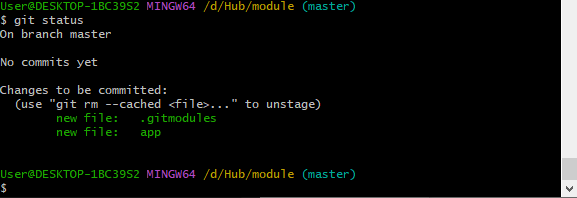 User@DESKTOP-1BC39S2 MINGW64 /d/Hub/module (master)
$ git status
On branch master
No commits yet
Changes to be committed:
(use "git rm --cached <file>..." to unstage)
new file: .gitmodules
new file: app
User@DESKTOP-1BC39S2 MINGW64 /d/Hub/module (master)
$